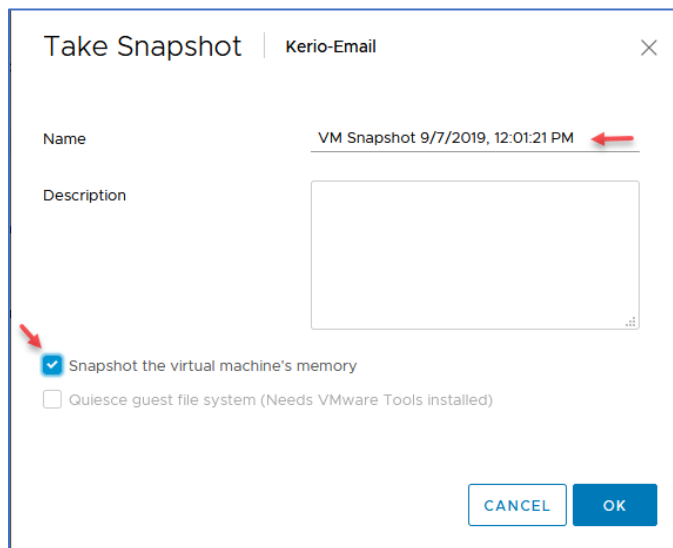 Take Snapshot Kerio-Email
Name VM Snapshot 9/7/2019, 12:01:21 PM
Description
Snapshot the virtual machine's memory
Quiesce guest file system (Needs VMware Tools installed)
CANCEL OK